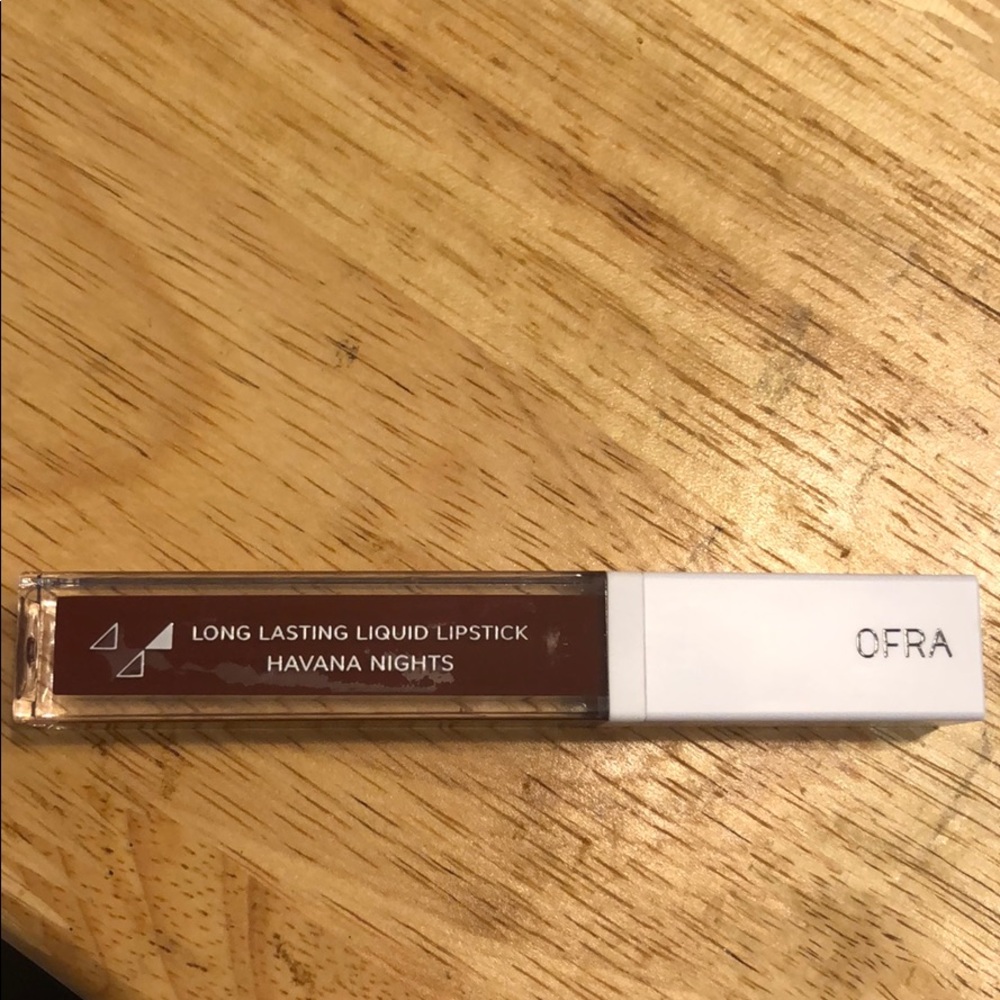 LONG LASTING LIQUID LIPSTICK
HAVANA NIGHTS
OFRA